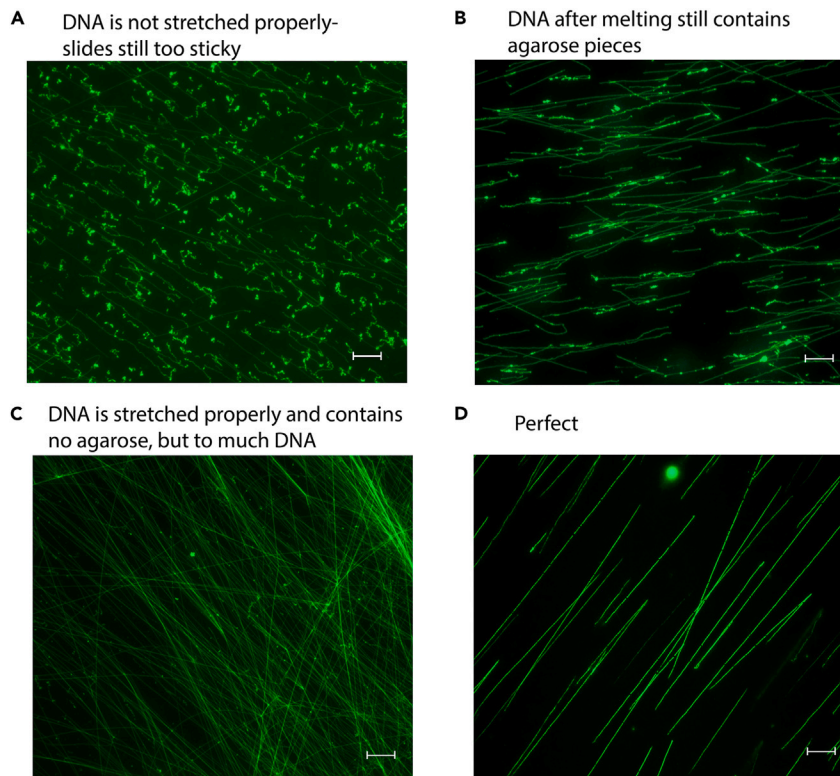 A
DNA is not stretched properly-
slides still too sticky
B
DNA after melting still contains
agarose pieces
C
DNA is stretched properly and contains
no agarose, but to much DNA
D
Perfect